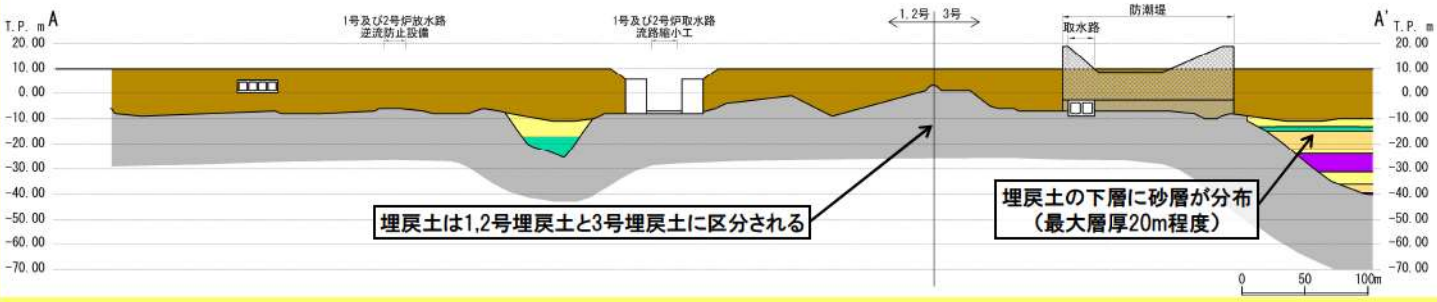 T.P. m A
1号及び2号炉放水路
逆流防止設備
1号及び2号炉取水路
流路縮小工
1,2号 3号
防潮堤
取水路
A' T.P. m
20.00 20.00
10.00 10.00
0.00 0.00
-10.00 -10.00
-20.00 -20.00
-30.00 -30.00
-40.00 -40.00
-50.00 -50.00
-60.00 -60.00
-70.00 -70.00
埋戻土は1,2号埋戻土と3号埋戻土に区分される
埋戻土の下層に砂層が分布
(最大層厚20m程度)
0 50 100m